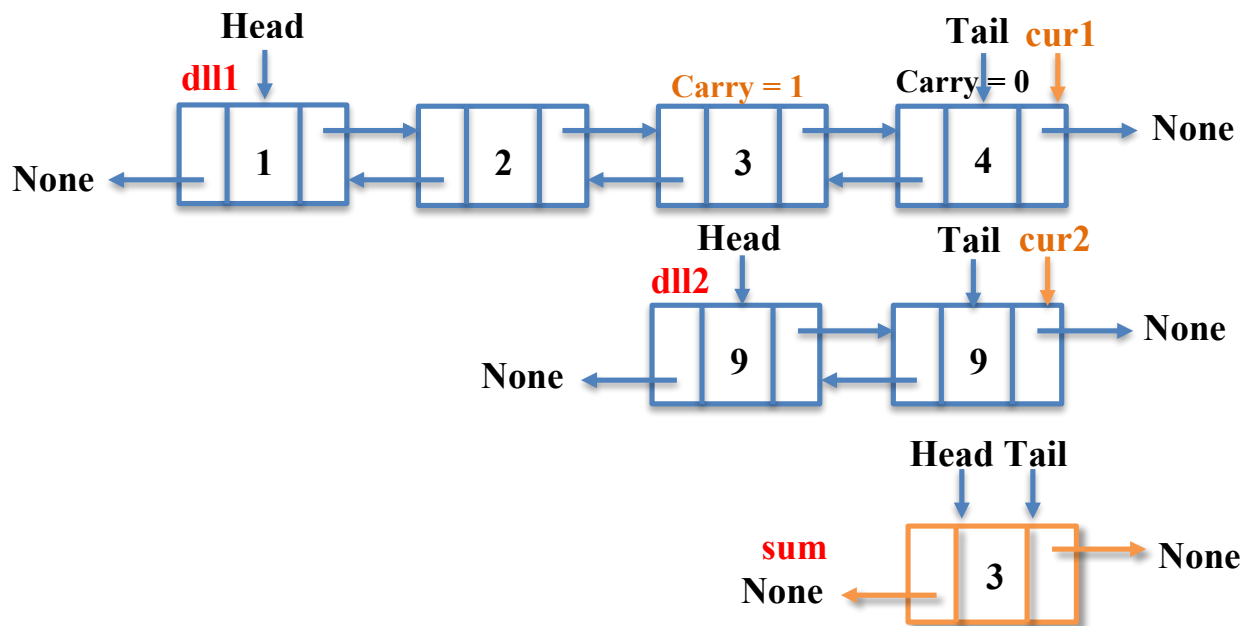 Head
Tail cur1
dll1
Carry = 1
Carry = 0
None
1
2
3
4
None
Head
Tail
cur2
dll2
None
9
9
None
Head Tail
sum
None
3
None